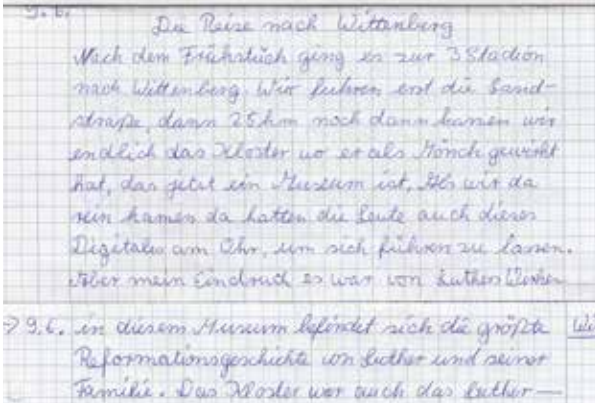 9.6.
Die Reise nach Wittenberg
Nach dem Frühstück ging es zur 3 Stadion
nach Wittenberg. Wir fuhren erst die Land-
straße, dann 25 km noch dann kamen wir
endlich das Kloster wo er als Mönch gewirkt
hat, das jetzt ein Museum ist, Als wir da
rein kamen da hatten die Leute auch dieses
Digitales am Ohr, um sich führen zu lassen.
Aber mein Eindruck es war von Luthers
→ 9.6. in diesem Museum befindet sich die größte
Reformationsgeschichte von Luther und seiner
Familie. Das Kloster war auch das Luther—